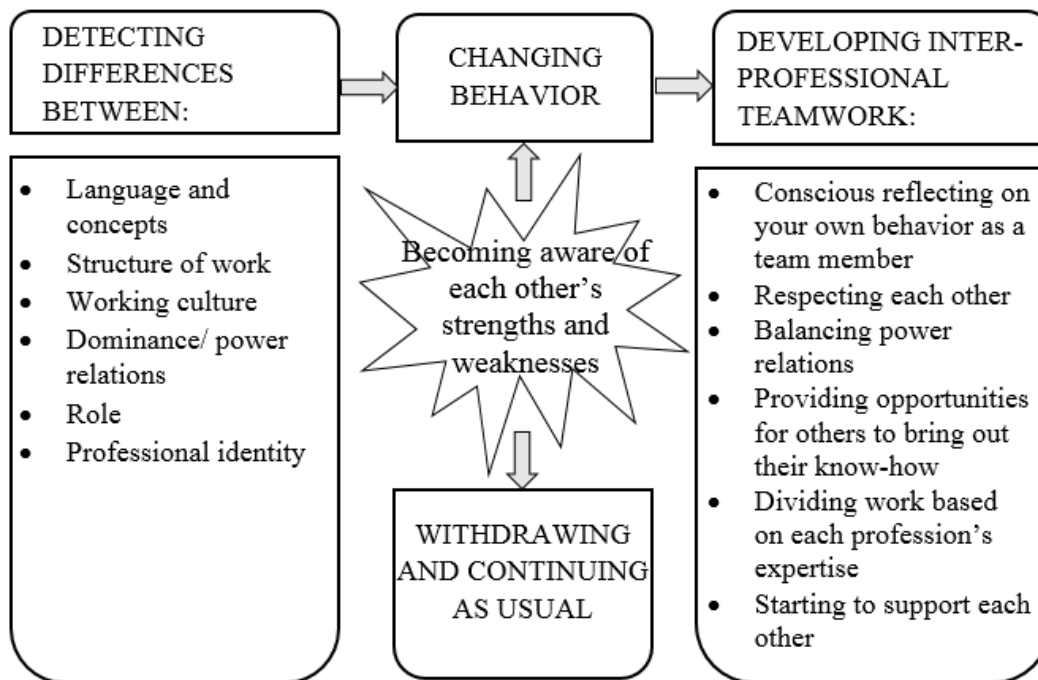 DETECTING
DIFFERENCES
BETWEEN:
• Language and
concepts
• Structure of work
• Working culture
• Dominance/ power
relations
• Role
• Professional identity
CHANGING
BEHAVIOR
Becoming aware of
each other’s
strengths and
weaknesses
WITHDRAWING
AND CONTINUING
AS USUAL
DEVELOPING INTER-
PROFESSIONAL
TEAMWORK:
• Conscious reflecting on
your own behavior as a
team member
• Respecting each other
• Balancing power
relations
• Providing opportunities
for others to bring out
their know-how
• Dividing work based
on each profession’s
expertise
• Starting to support each
other